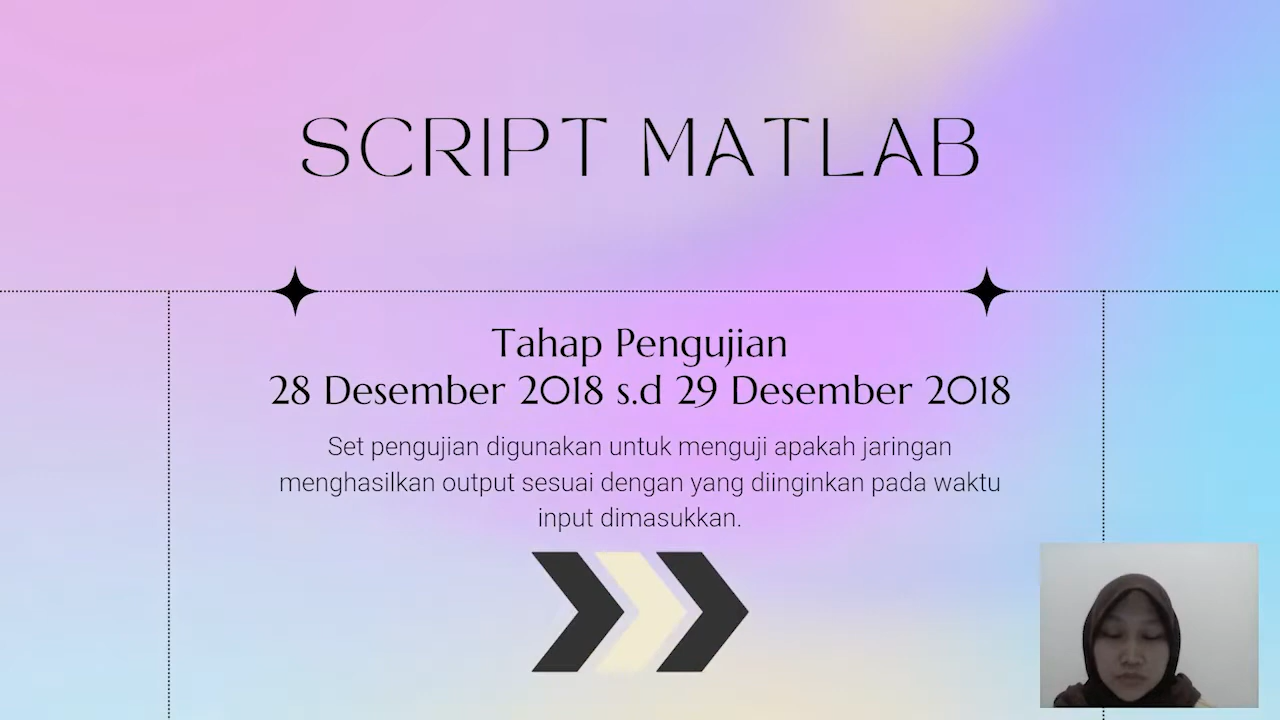 SCRIPT MATLAB
Tahap Pengujian
28 Desember 2018 s.d 29 Desember 2018
Set pengujian digunakan untuk menguji apakah jaringan
menghasilkan output sesuai dengan yang diinginkan pada waktu
input dimasukkan.